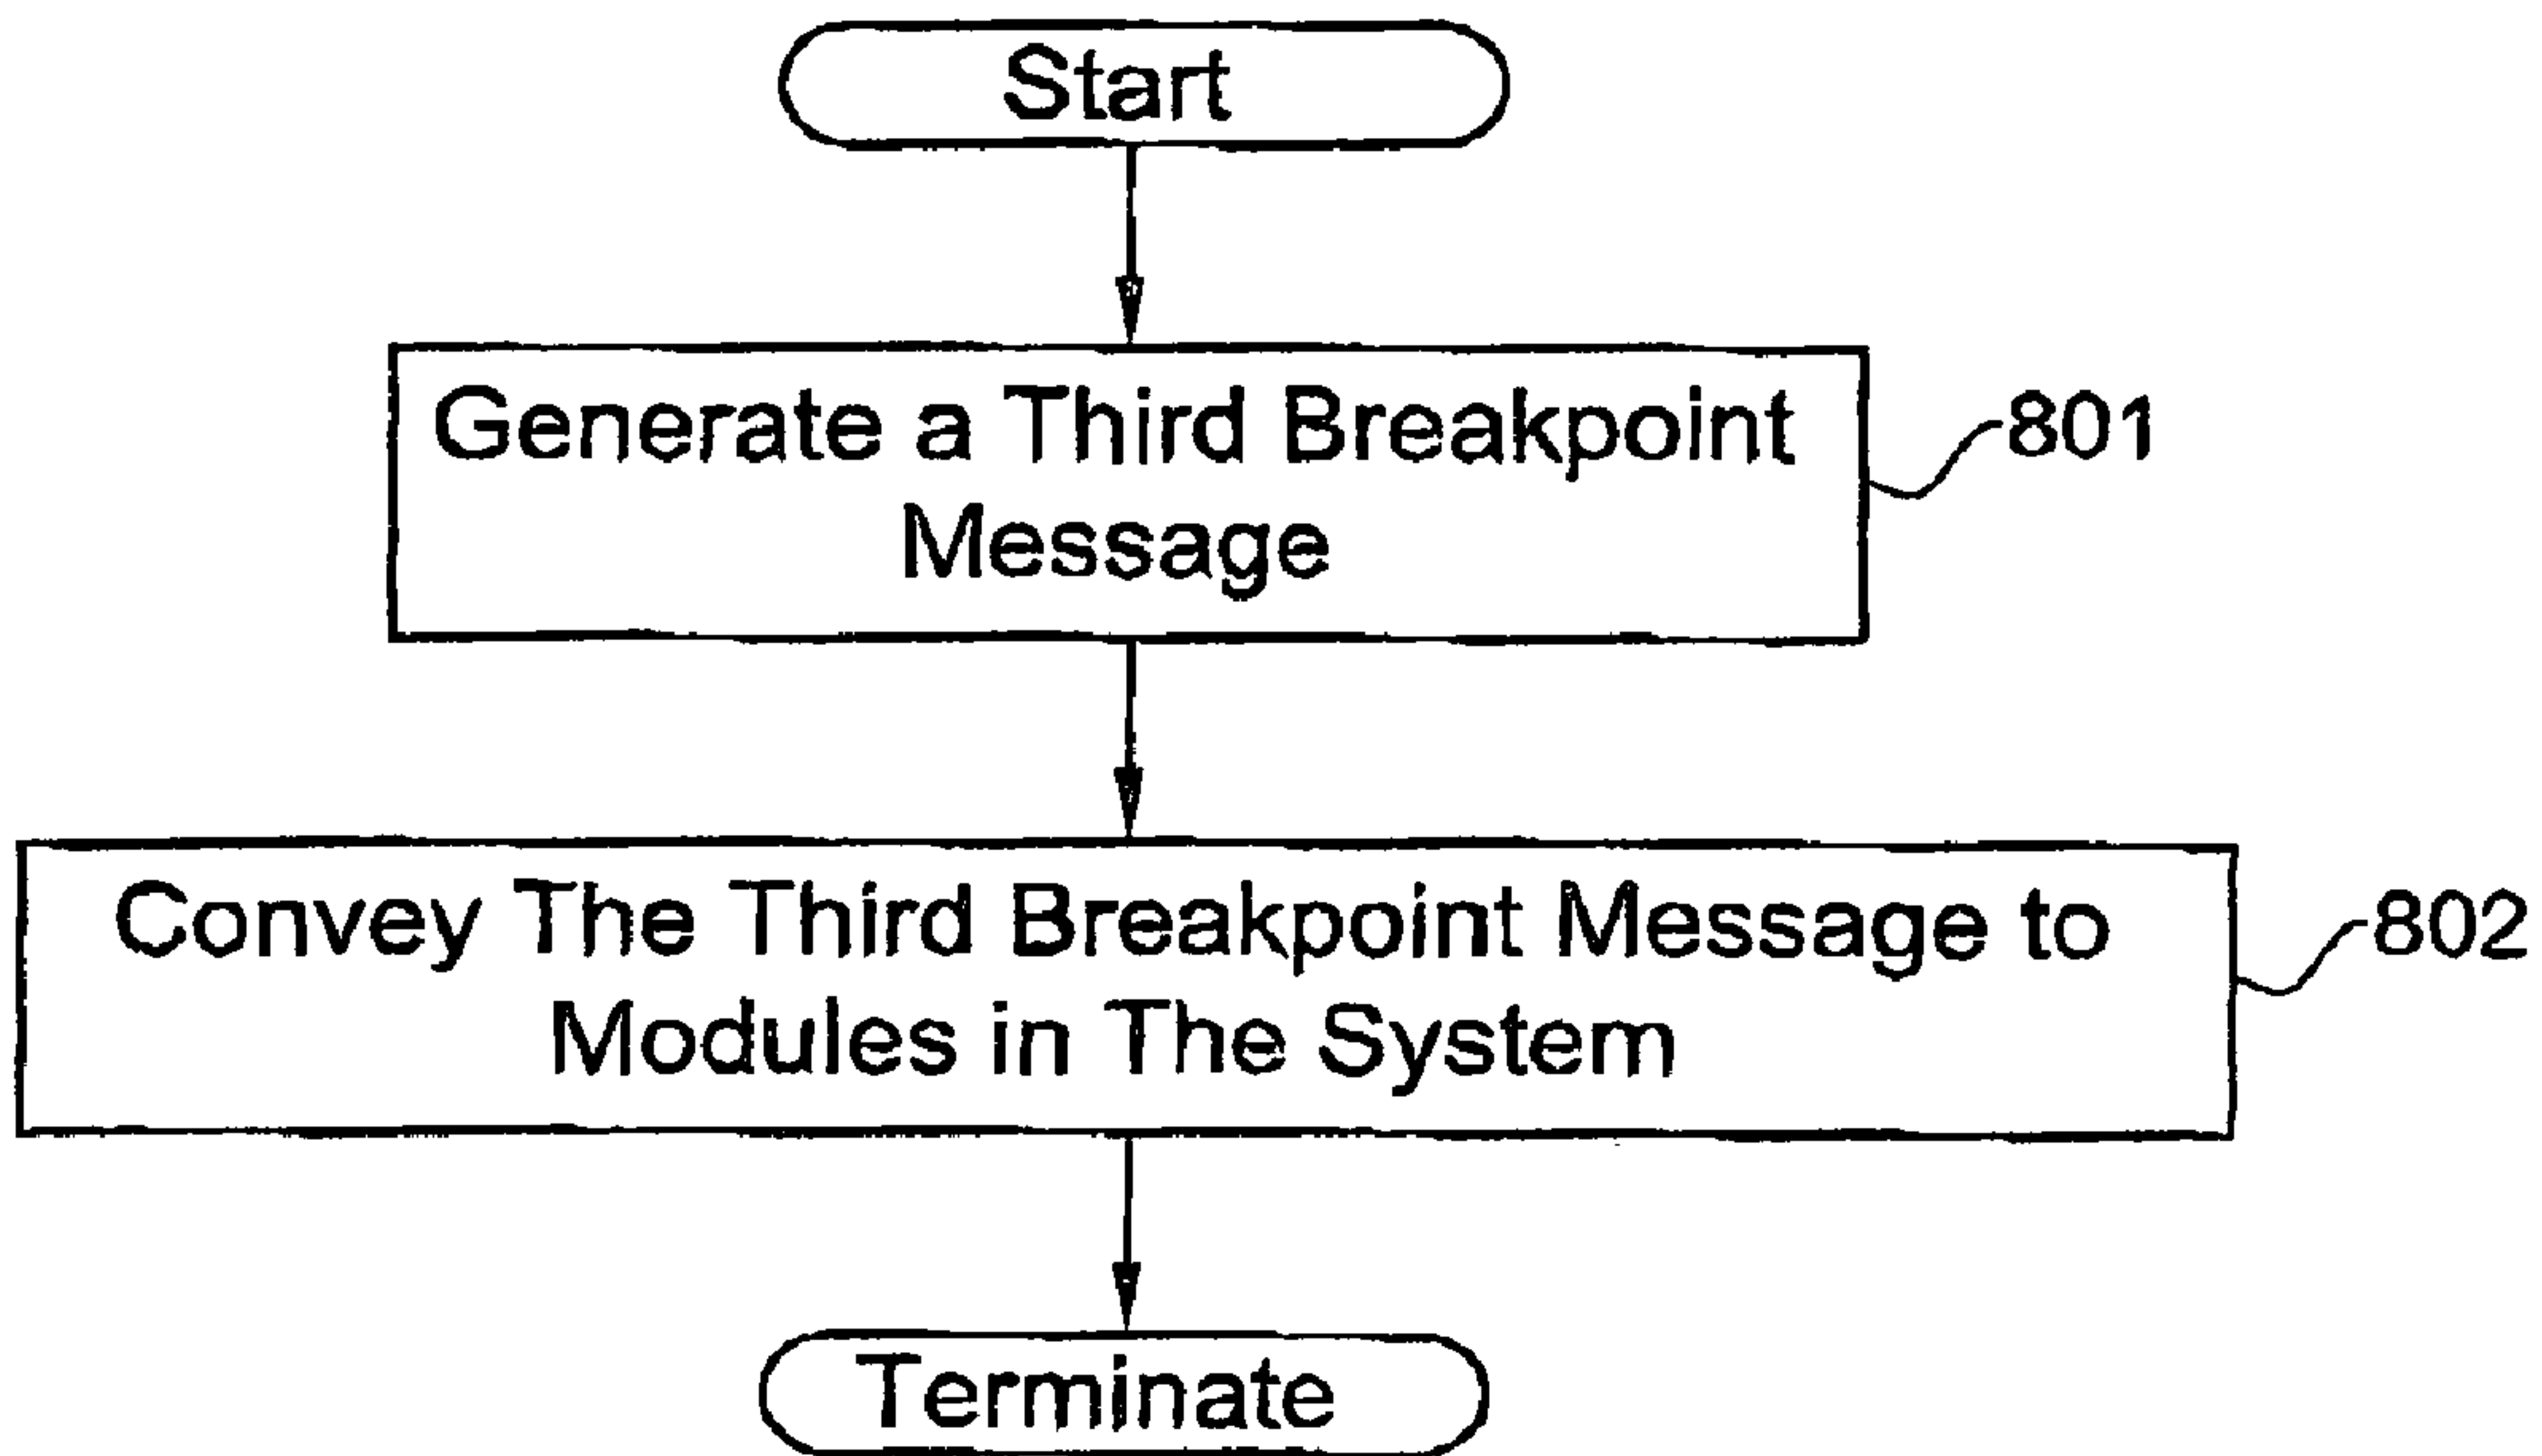 Start
Generate a Third Breakpoint
Message
801
Convey The Third Breakpoint Message to
Modules in The System
802
Terminate